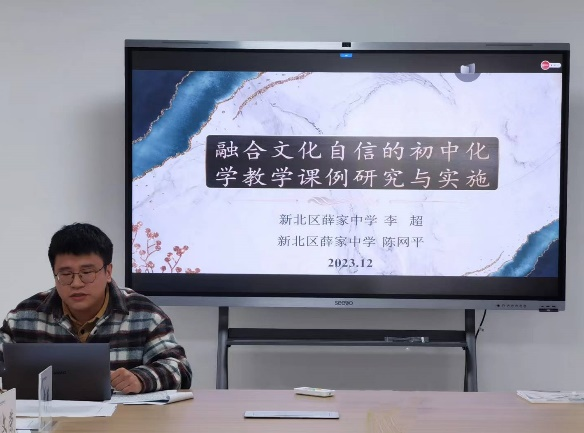 融合文化自信的初中化
学教学课例研究与实施
新北区薛家中学 李 超
新北区薛家中学 陈网平
2023.12
seewo